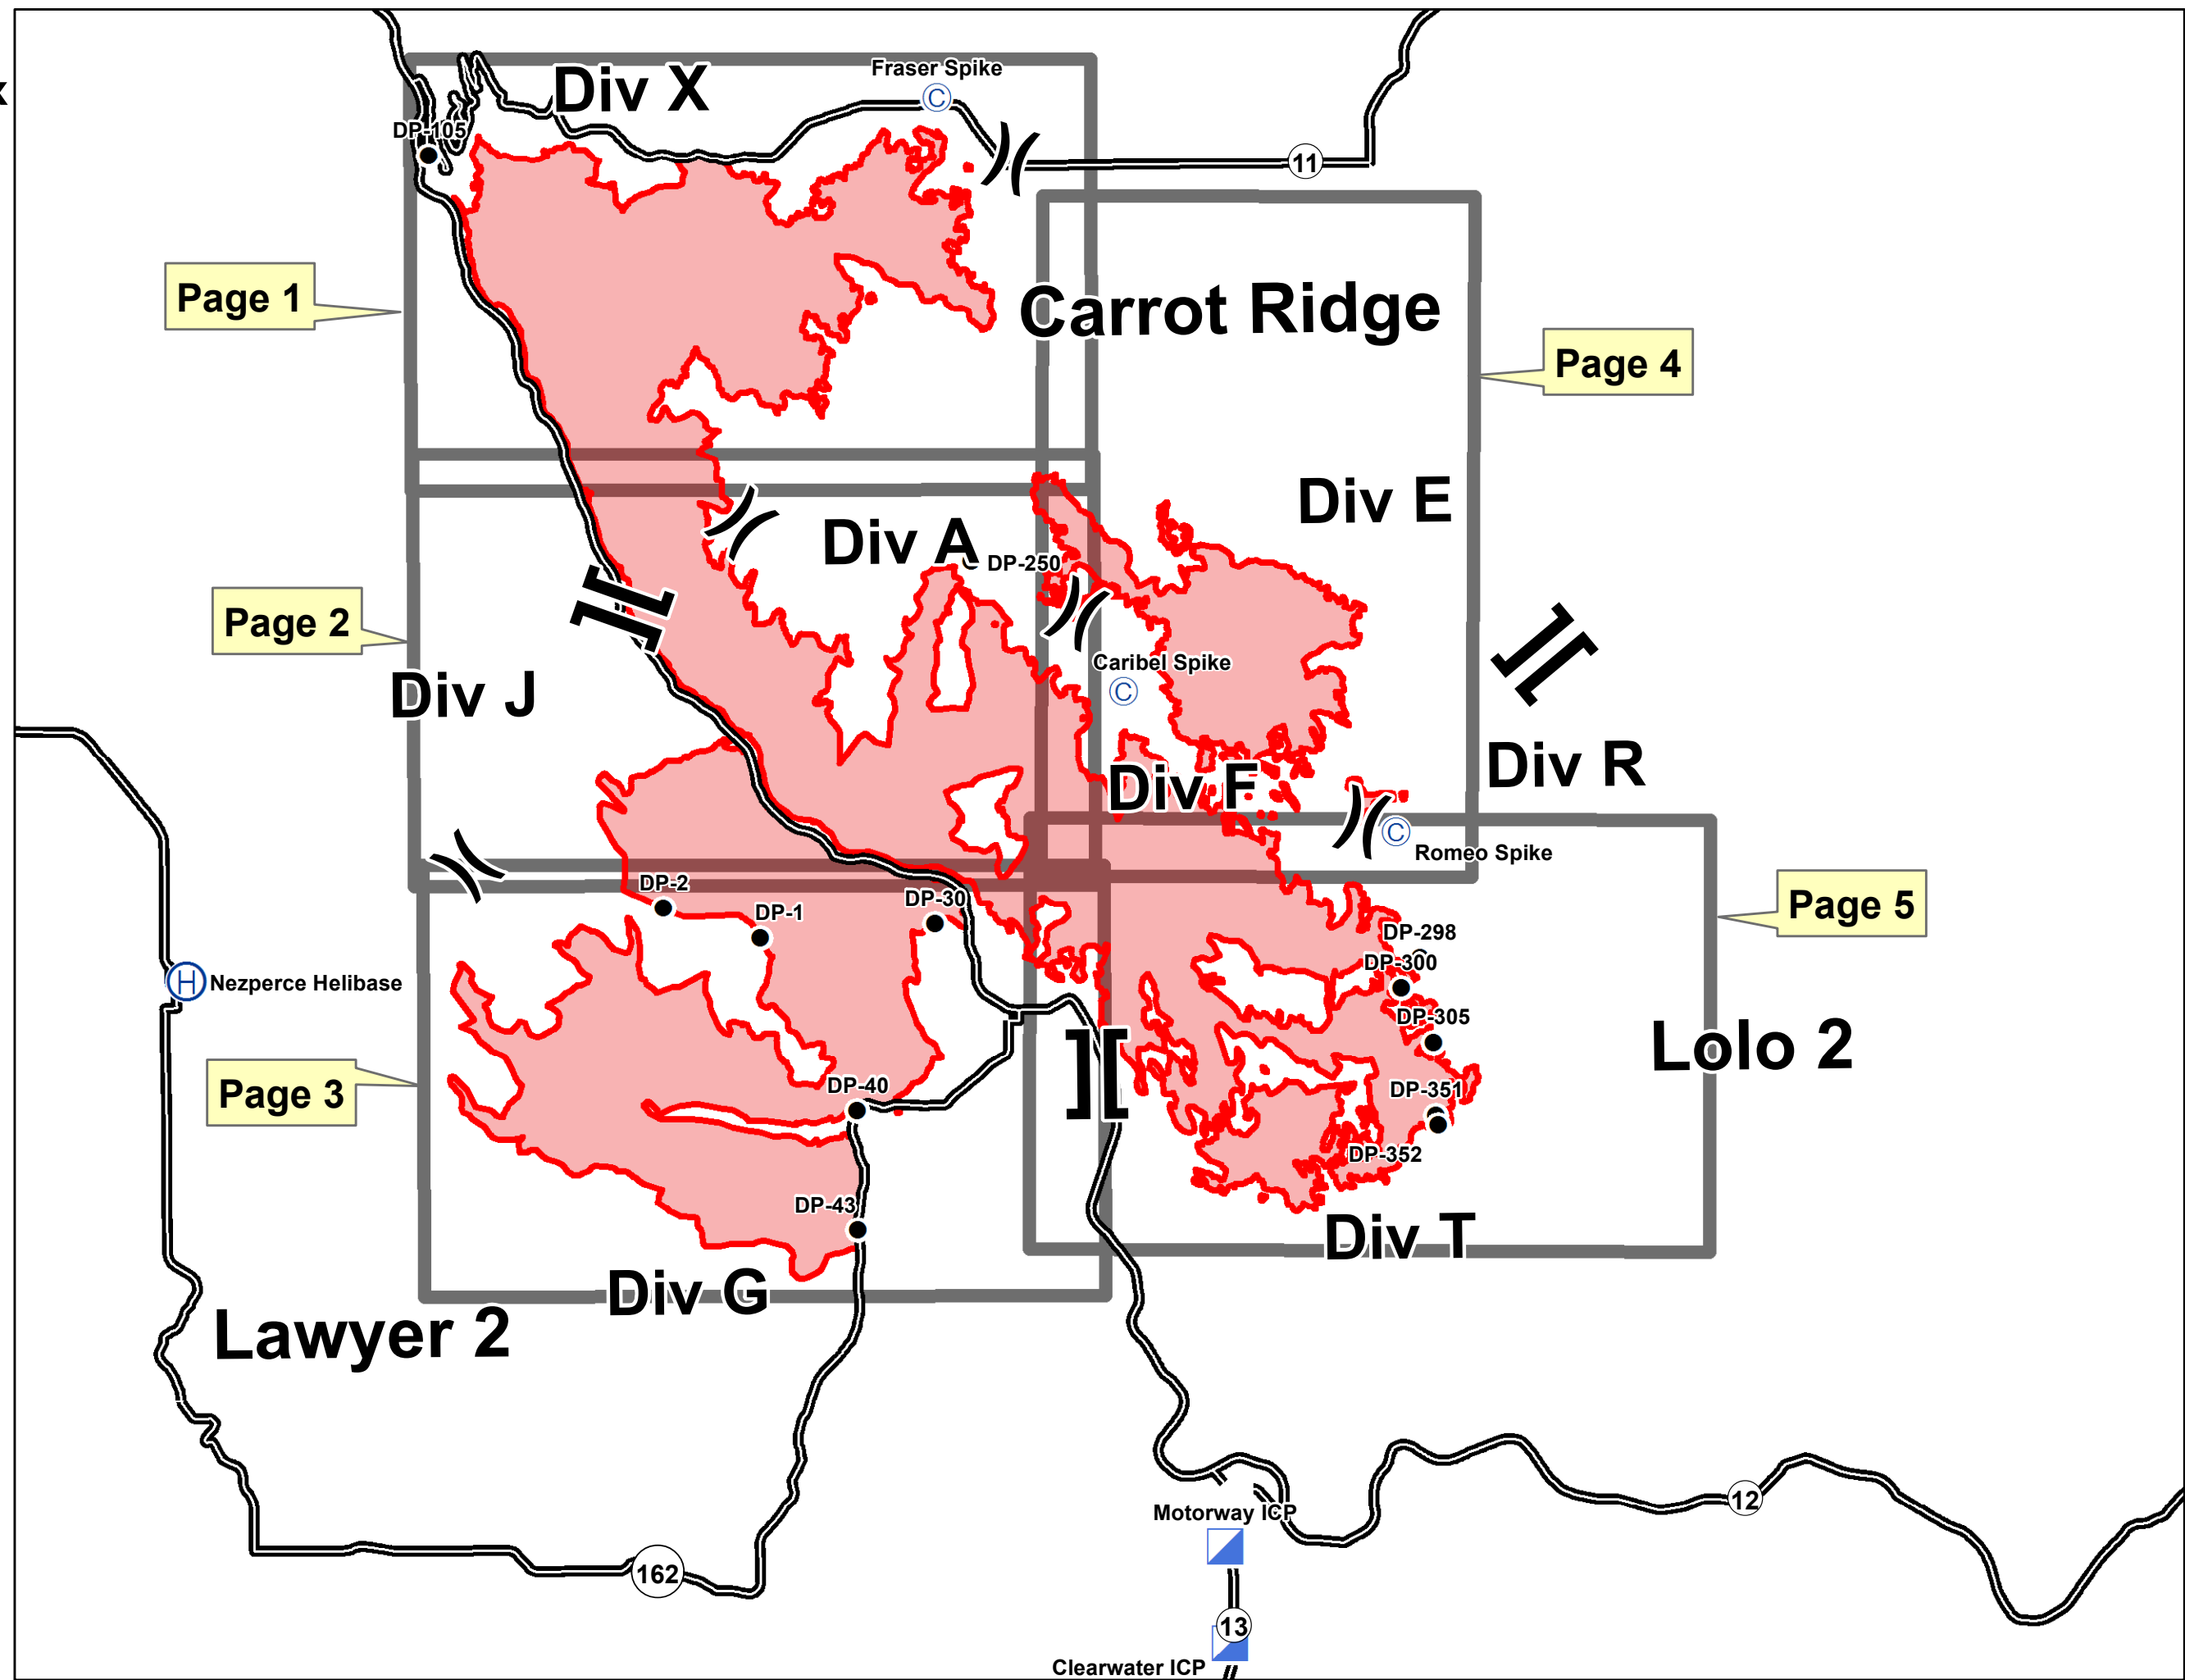 x
Div X
Fraser Spike
C
DP-105
11
Page 1
Carrot Ridge
Page 4
Div E
Div A
DP-250
Page 2
Caribel Spike
C
Div J
Div R
Div F
C
Romeo Spike
DP-2
DP-1
DP-30
Page 5
DP-298
DP-300
H
Nezperce Helibase
DP-305
Lolo 2
Page 3
DP-40
DP-351
DP-352
DP-43
Div T
Div G
Lawyer 2
12
Motorway ICP
162
13
Clearwater ICP